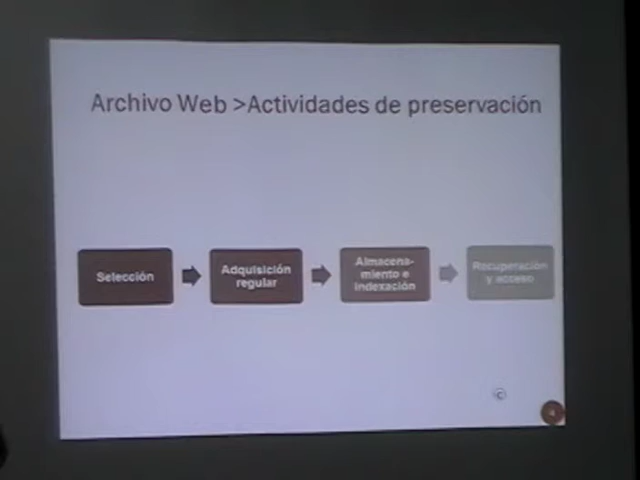 Archivo Web >Actividades de preservación
Selección
Adquisición
regular
Almacena-
miento e
indexación
Recuperación
y acceso
©